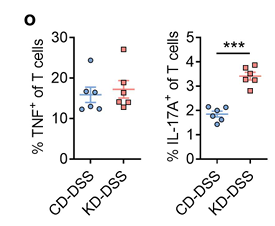 o
% TNF⁺ of T cells
30
20
10
0
CD-DSS
KD-DSS
% IL-17A⁺ of T cells
5
4
3
2
1
0
***
CD-DSS
KD-DSS